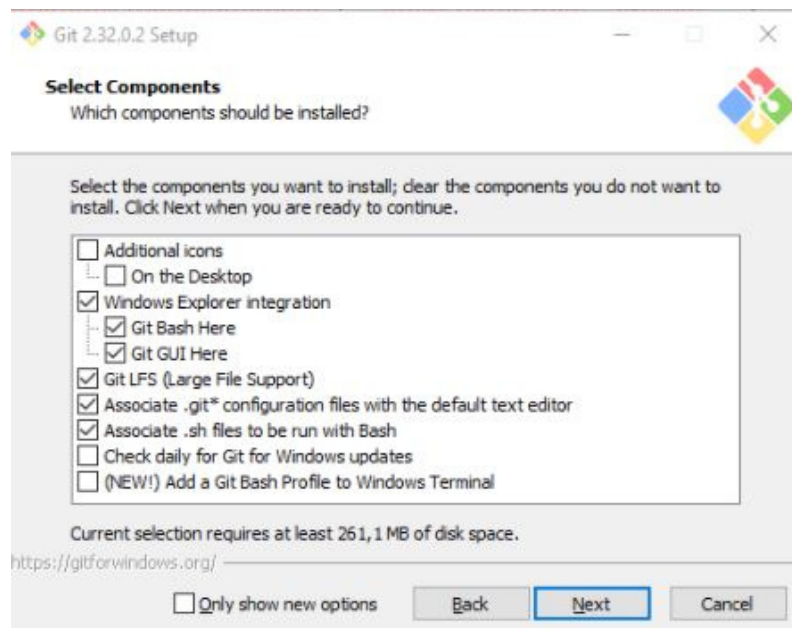 Git 2.32.0.2 Setup
Select Components
Which components should be installed?
Select the components you want to install; clear the components you do not want to
install. Click Next when you are ready to continue.
Additional icons
On the Desktop
Windows Explorer integration
Git Bash Here
Git GUI Here
Git LFS (Large File Support)
Associate .git* configuration files with the default text editor
Associate .sh files to be run with Bash
Check daily for Git for Windows updates
(NEW!) Add a Git Bash Profile to Windows Terminal
Current selection requires at least 261,1 MB of disk space.
https://gitforwindows.org/
Only show new options
Back
Next
Cancel